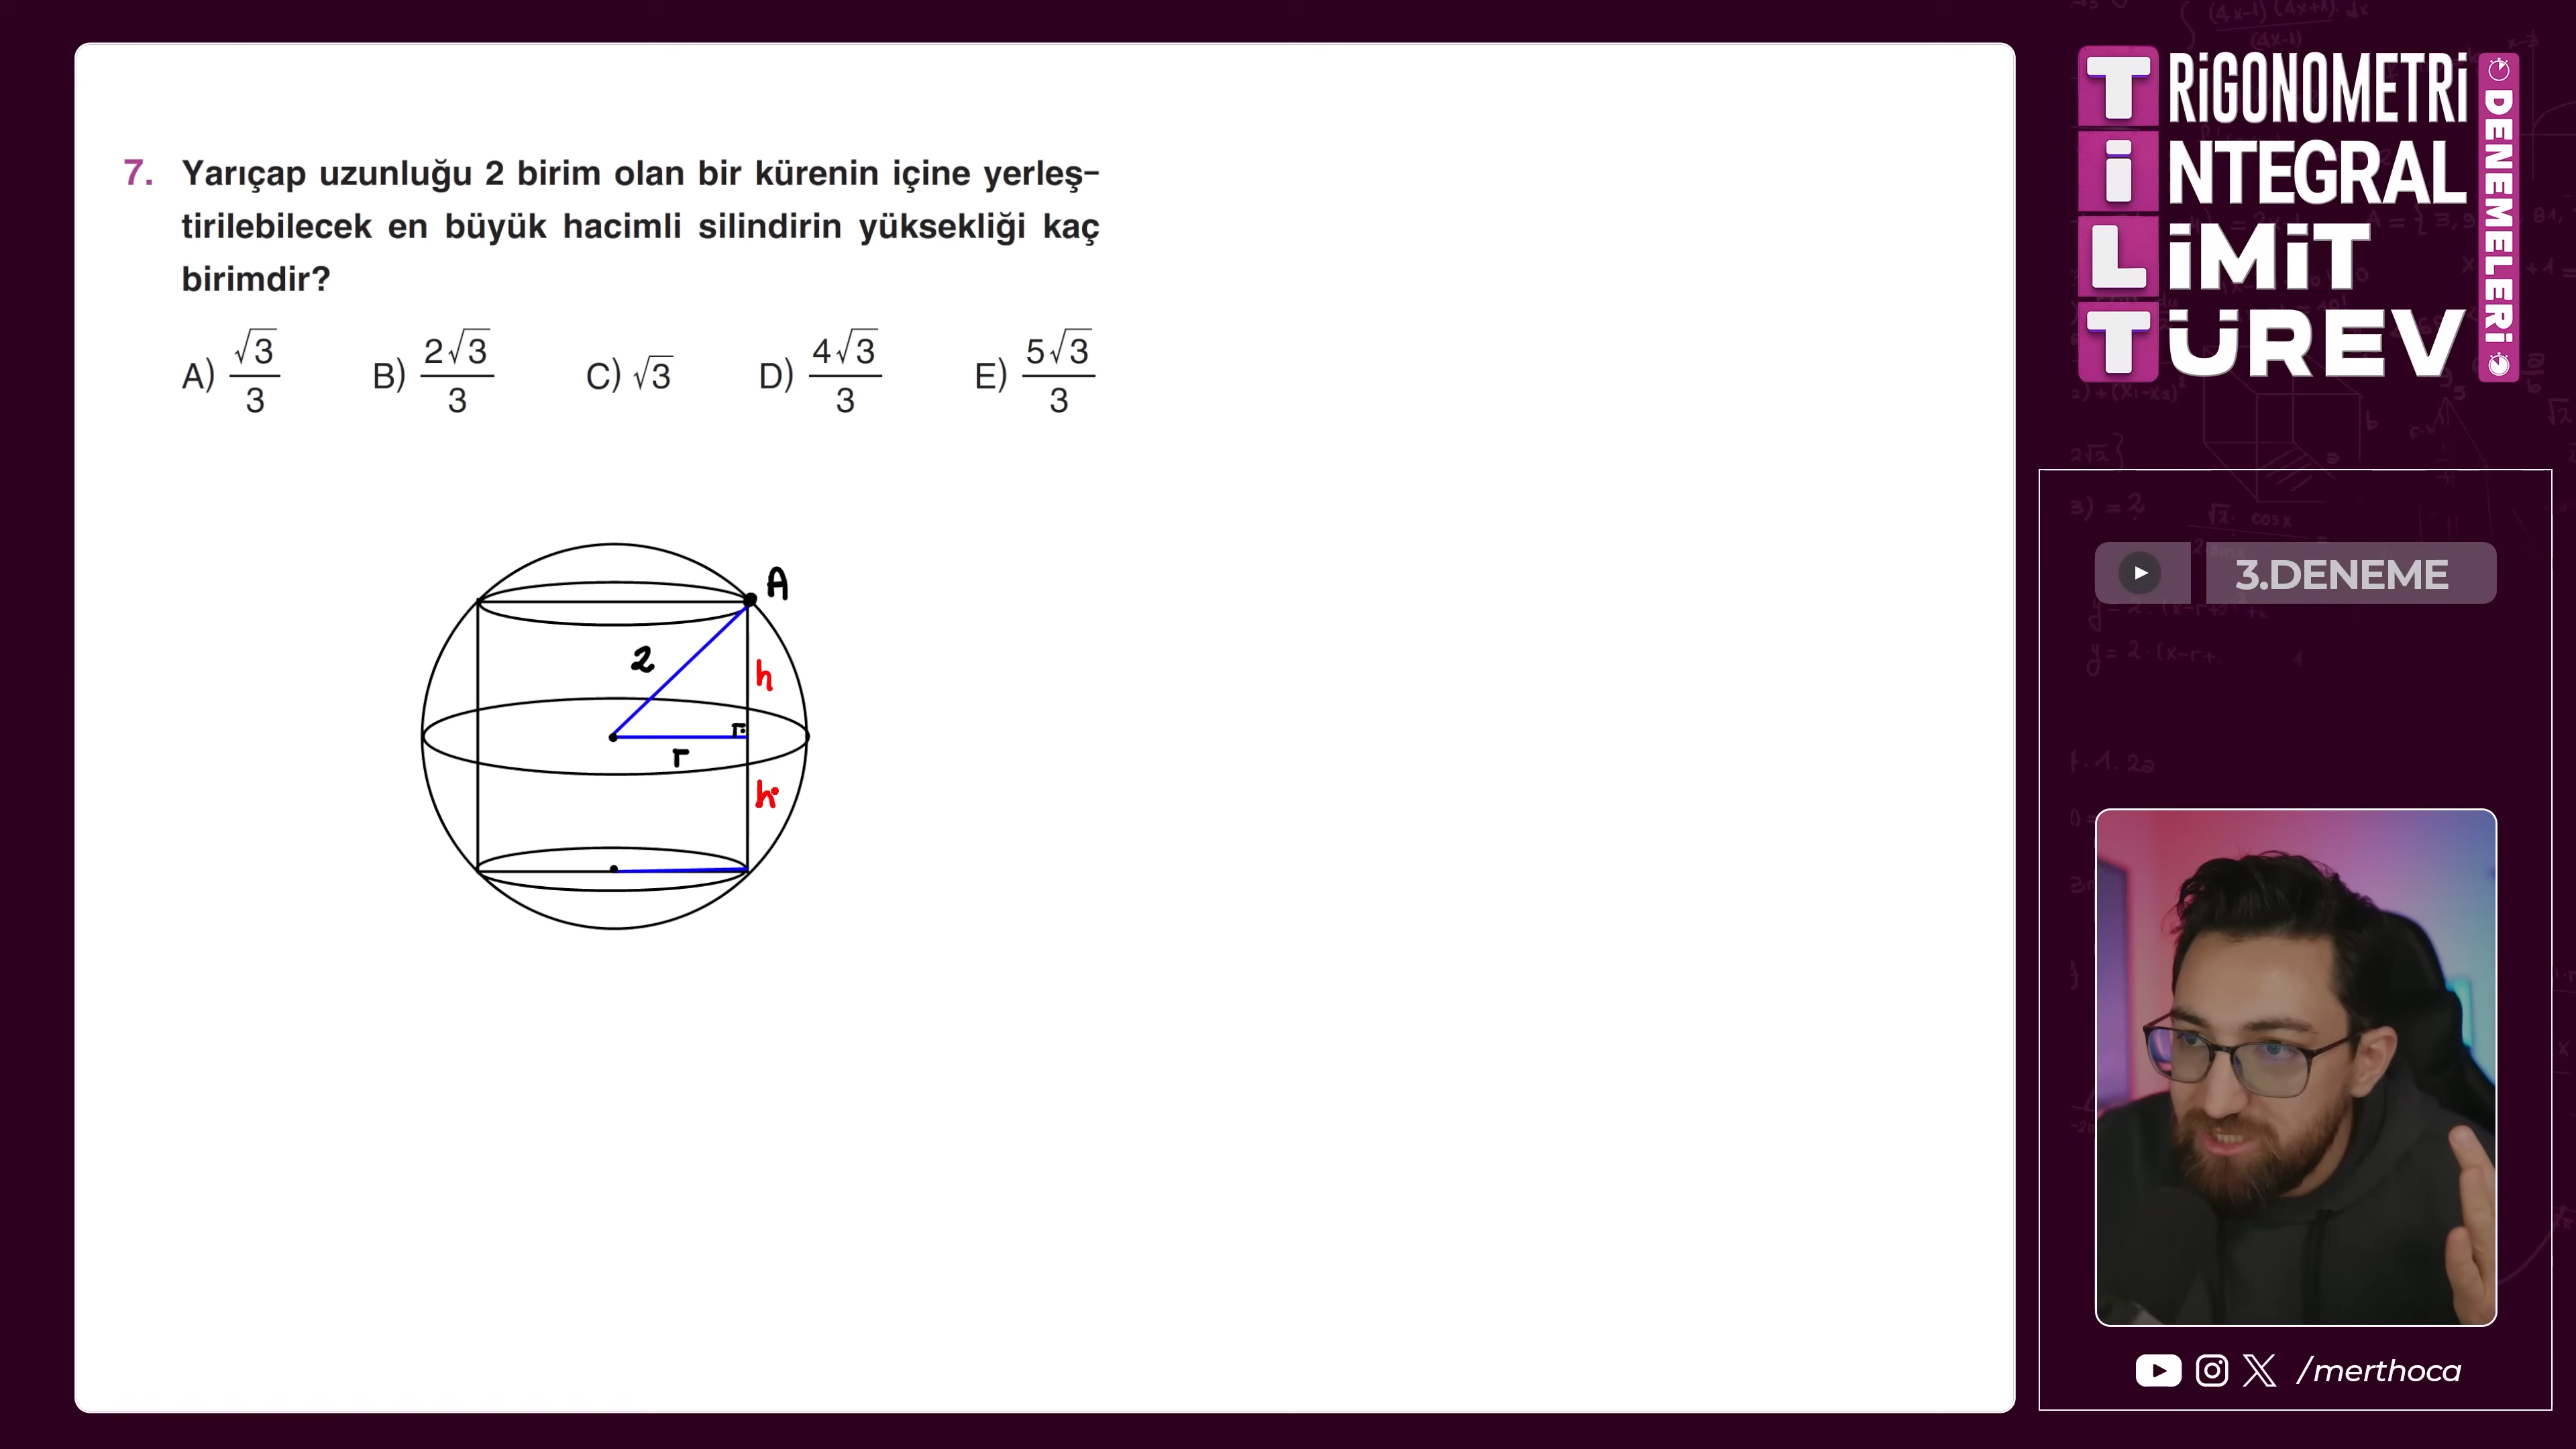 7. Yarıçap uzunluğu 2 birim olan bir kürenin içine yerleş-
tirilebilecek en büyük hacimli silindirin yüksekliği kaç
birimdir?
A) √3/3 B) 2√3/3 C) √3 D) 4√3/3 E) 5√3/3
A
2
h
r
h
TRİGONOMETRİ
İNTEGRAL
LİMİT
TÜREV
DENEMELERİ
3.DENEME
/merthoca